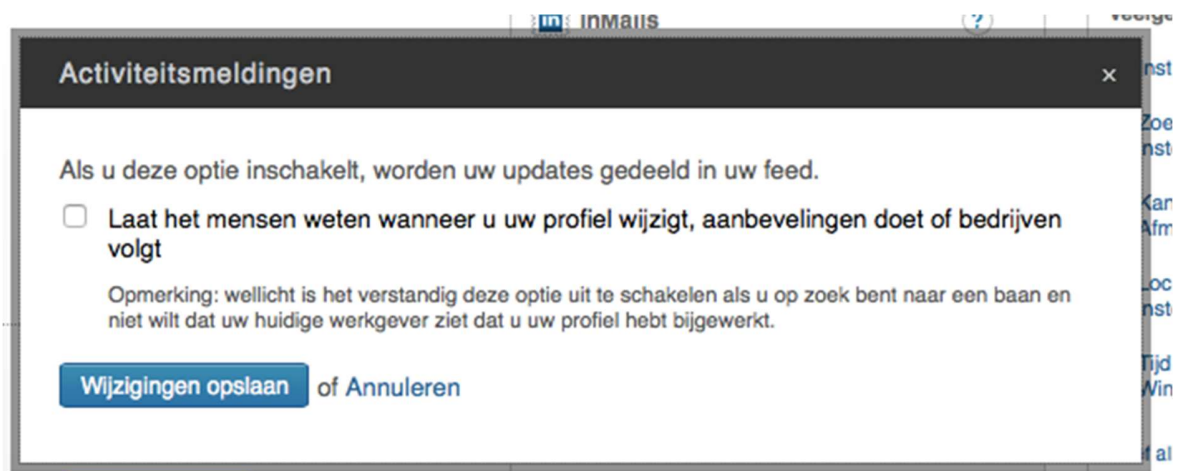 in InMails ?
Activiteitsmeldingen ×
Als u deze optie inschakelt, worden uw updates gedeeld in uw feed.
Laat het mensen weten wanneer u uw profiel wijzigt, aanbevelingen doet of bedrijven
volgt
Opmerking: wellicht is het verstandig deze optie uit te schakelen als u op zoek bent naar een baan en
niet wilt dat uw huidige werkgever ziet dat u uw profiel hebt bijgewerkt.
Wijzigingen opslaan of Annuleren